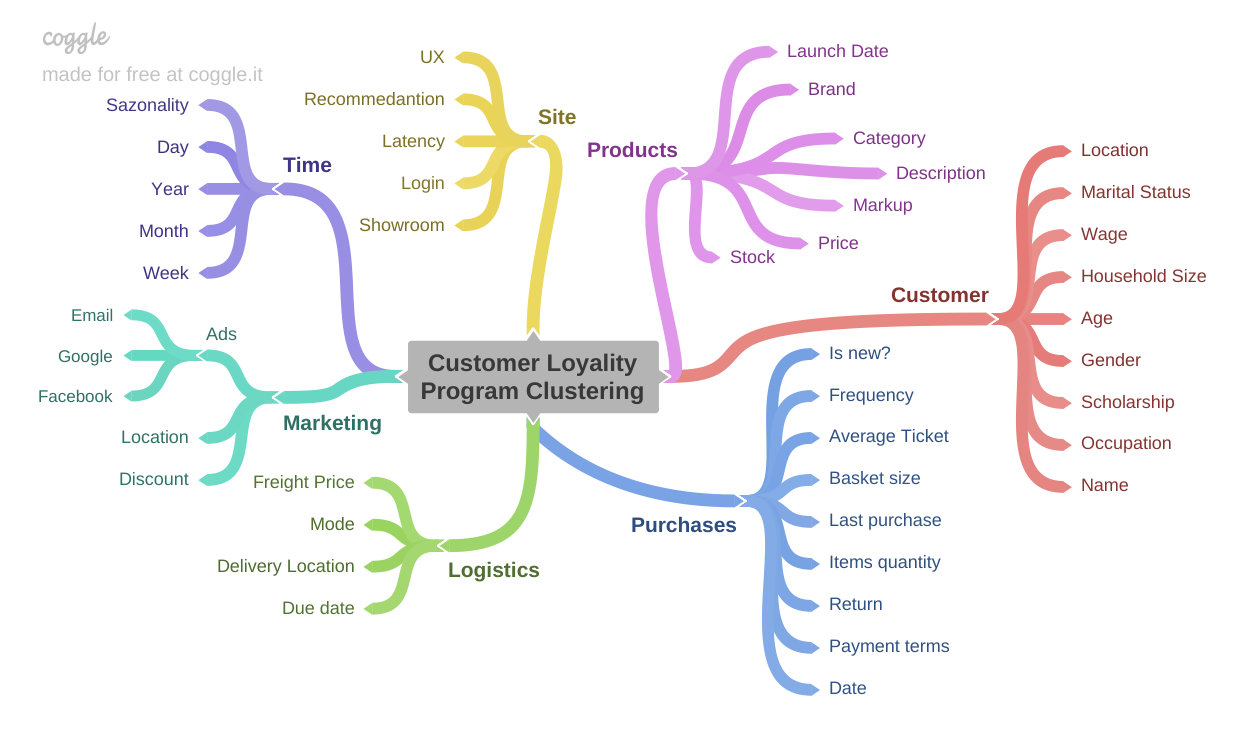 coggle
made for free at coggle.it
Customer Loyality
Program Clustering
Time
Sazonality
Day
Year
Month
Week
Site
UX
Recommedantion
Latency
Login
Showroom
Products
Launch Date
Brand
Category
Description
Markup
Price
Stock
Customer
Location
Marital Status
Wage
Household Size
Age
Gender
Scholarship
Occupation
Name
Marketing
Ads
Email
Google
Facebook
Location
Discount
Logistics
Freight Price
Mode
Delivery Location
Due date
Purchases
Is new?
Frequency
Average Ticket
Basket size
Last purchase
Items quantity
Return
Payment terms
Date